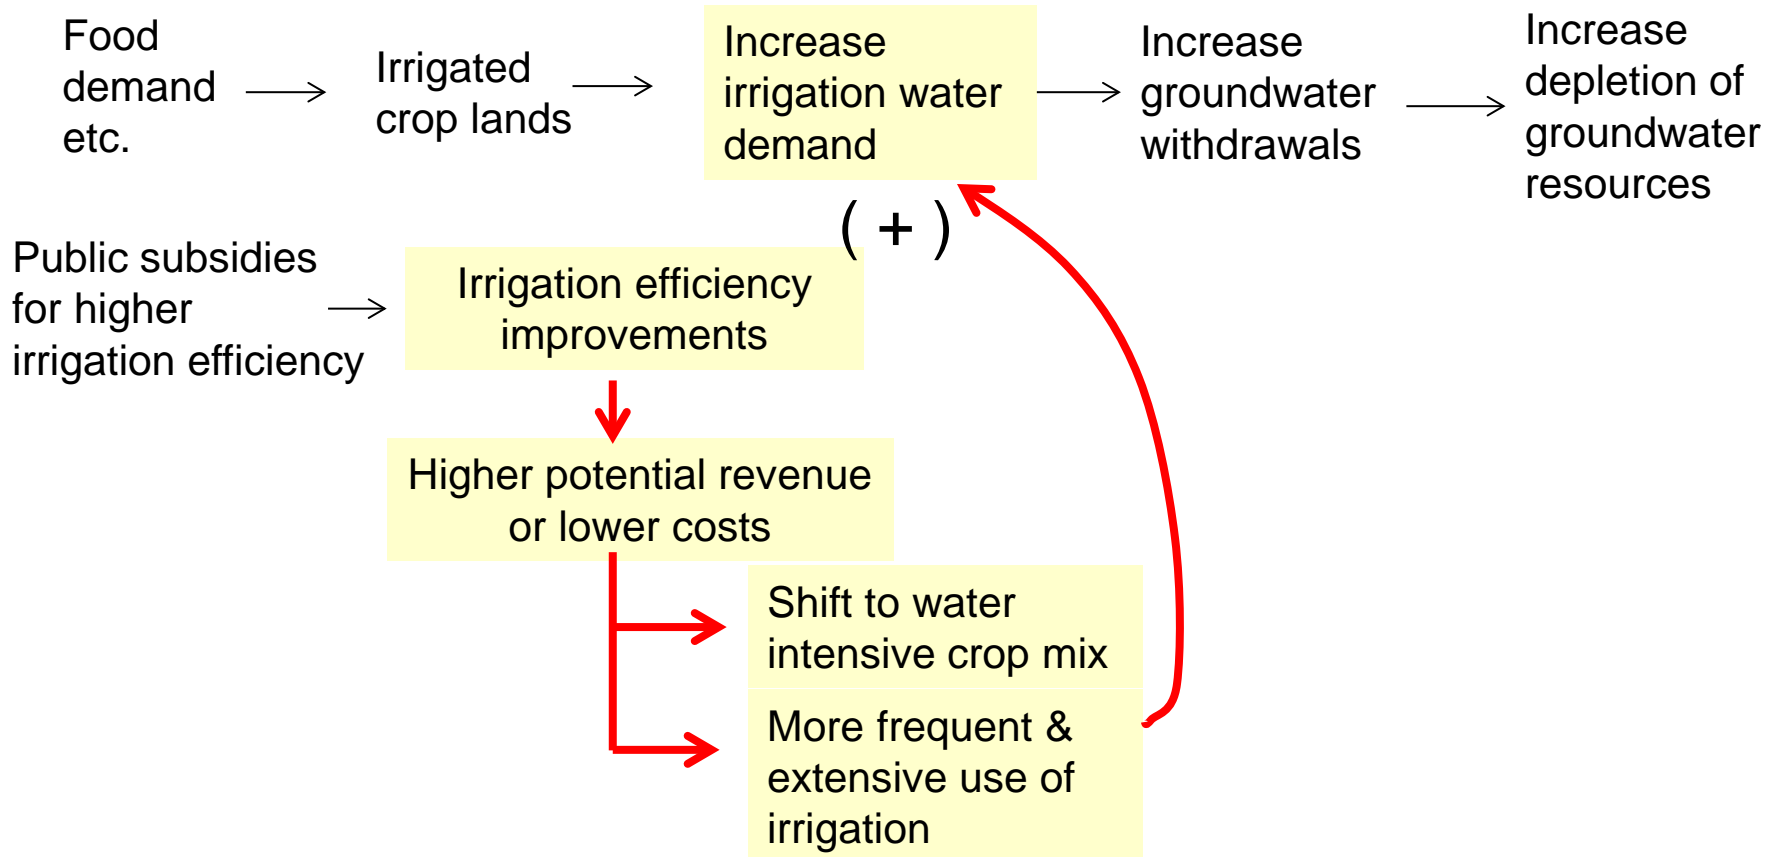 Food
demand
etc.
Irrigated
crop lands
Increase
irrigation water
demand
Increase
groundwater
withdrawals
Increase
depletion of
groundwater
resources
( + )
Public subsidies
for higher
irrigation efficiency
Irrigation efficiency
improvements
Higher potential revenue
or lower costs
Shift to water
intensive crop mix
More frequent &
extensive use of
irrigation